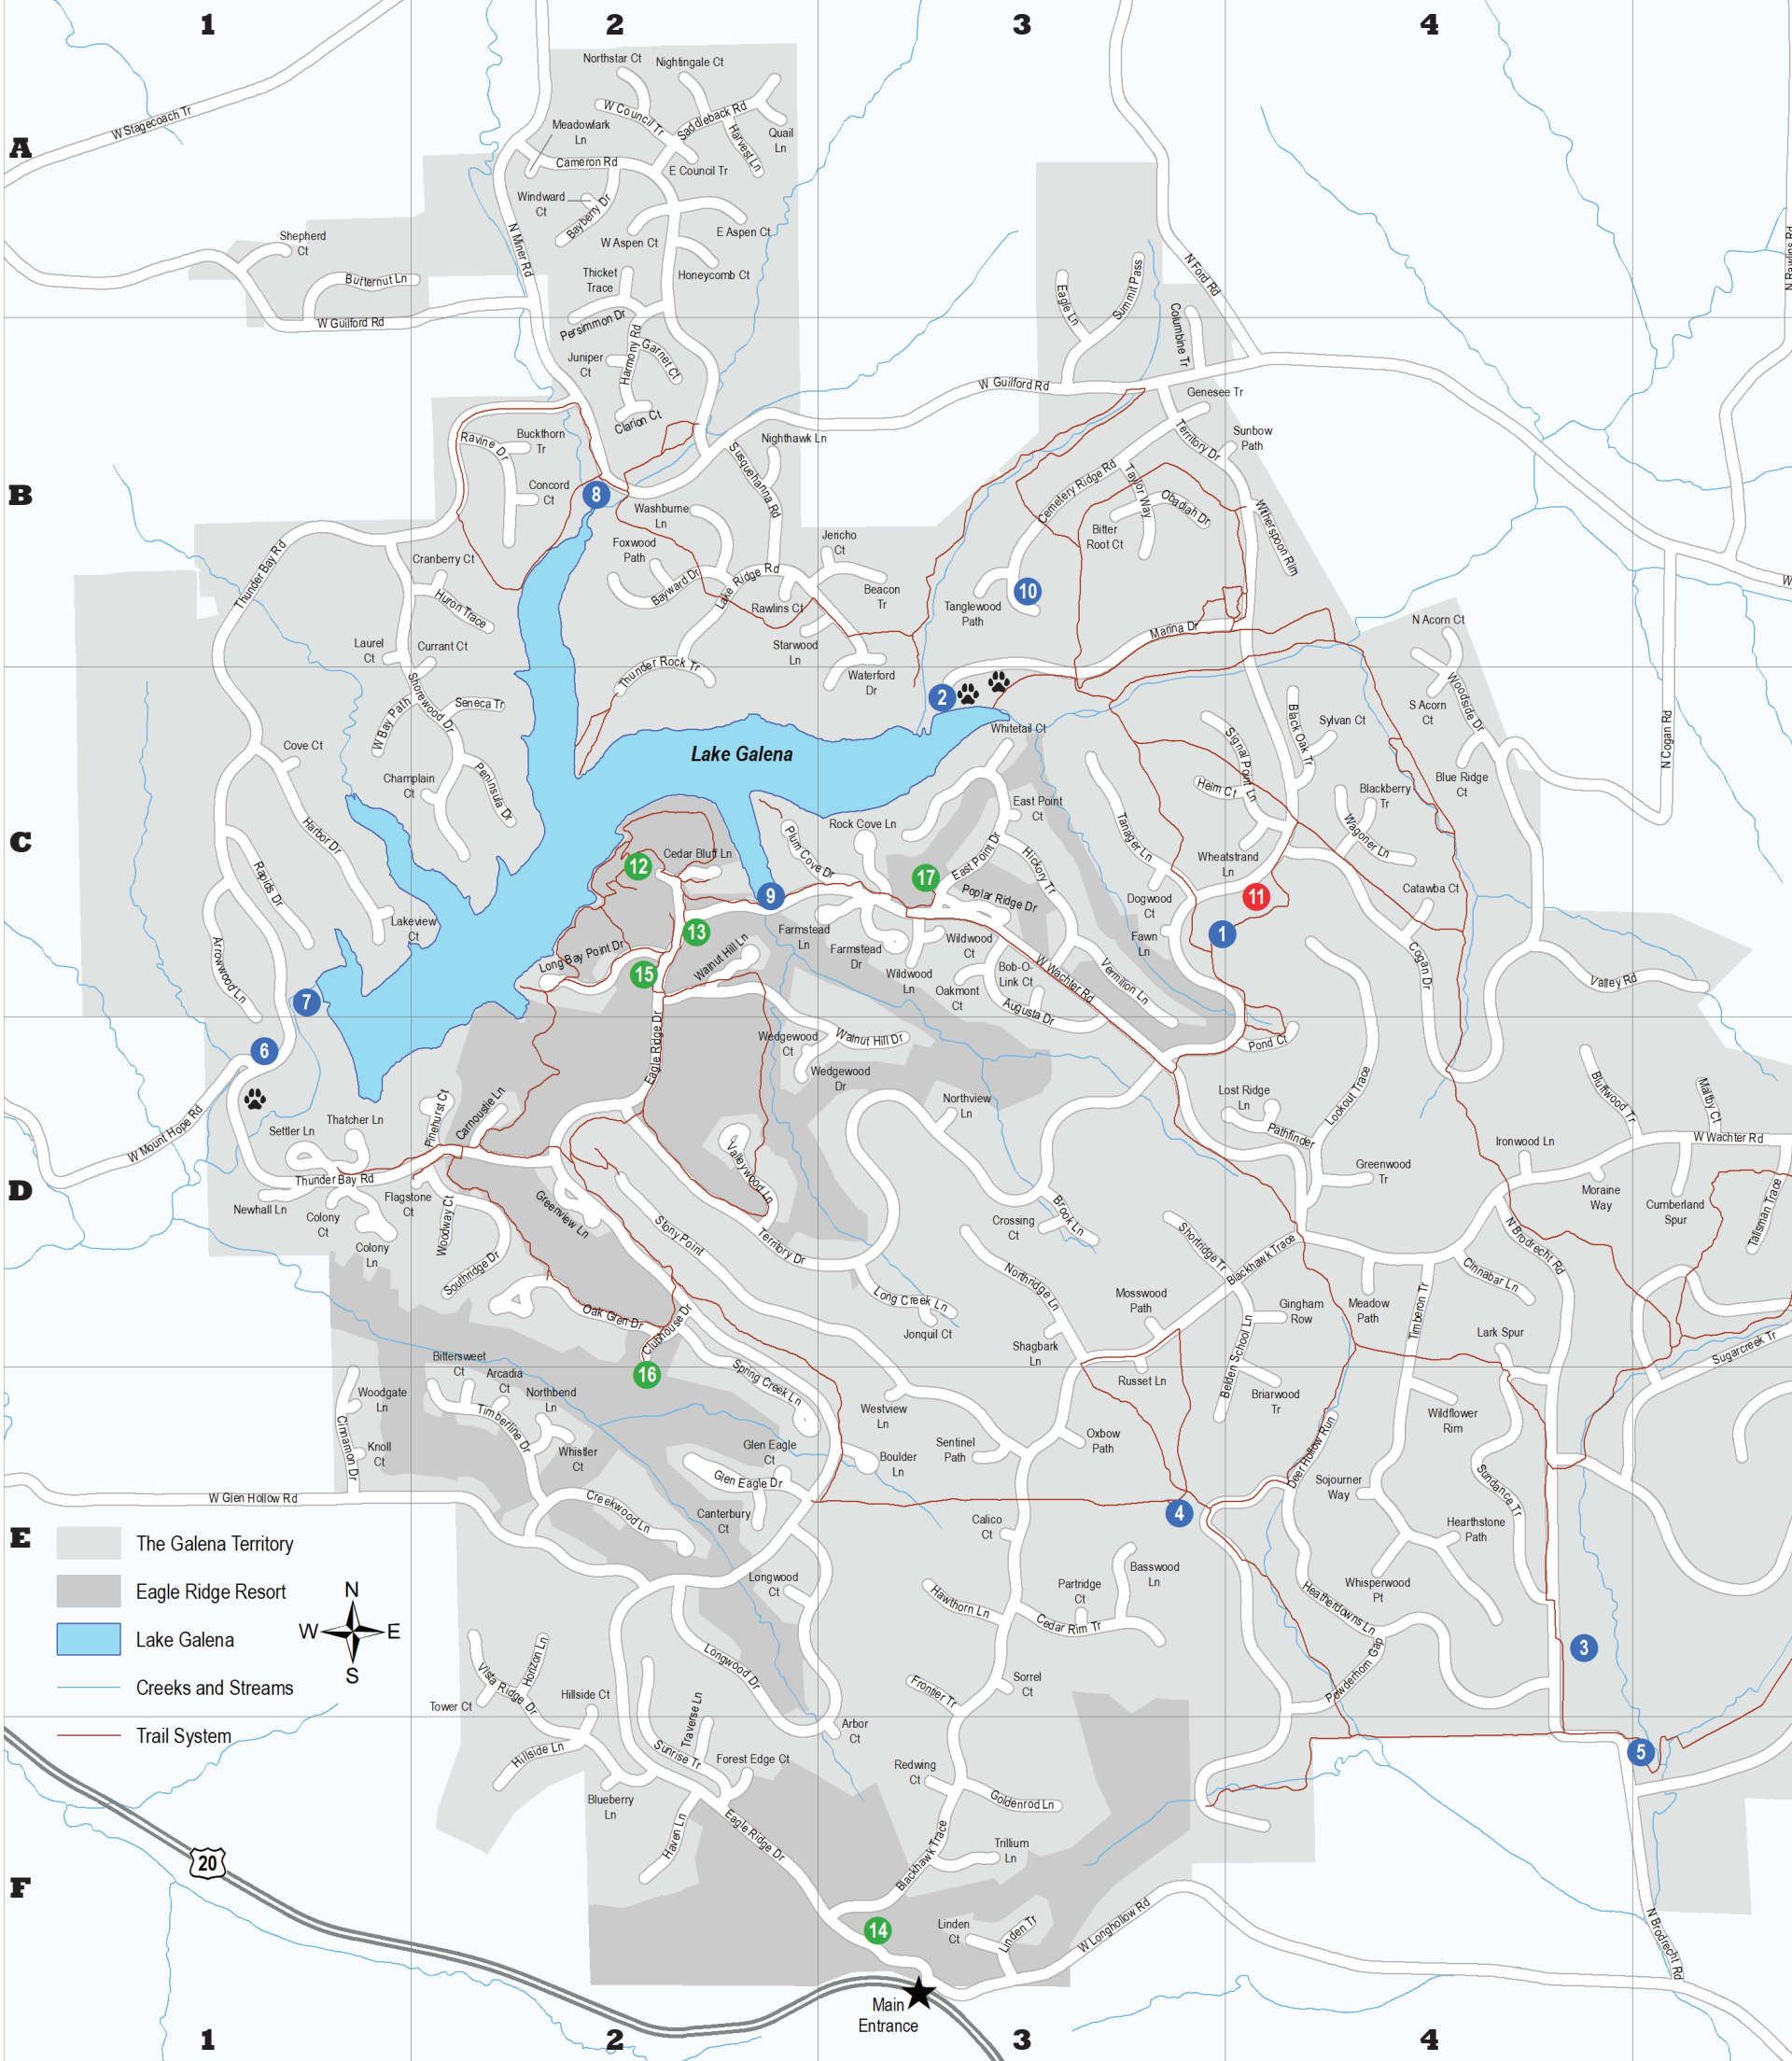 1
2
3
4
A
Northstar Ct
Nightingale Ct
W Council Tr
Saddleback Rd
W Stagecoach Tr
Meadowlark
Ln
Harvest Ln
Quail
Ln
Cameron Rd
E Council Tr
Windward
Ct
Bayberry Dr
W Aspen Ct
E Aspen Ct
N Miner Rd
Shepherd
Ct
Butternut Ln
W Guilford Rd
Thicket
Trace
Honeycomb Ct
Persimmon Dr
Harmony Rd
Juniper
Ct
Garnet Ct
Clarion Ct
Eagle Ln
Summit Pass
N Ford Rd
Columbine Tr
N Rawlins Rd
W Guilford Rd
Genesee Tr
Sunbow
Path
Territory Dr
B
Ravine Dr
Buckthorn
Tr
Concord
Ct
8
Nighthawk Ln
Susquehanna Rd
Washburne
Ln
Foxwood
Path
Jericho
Ct
Cemetery Ridge Rd
Taylor Way
Obadiah Dr
Bitter
Root Ct
Witherspoon Rim
Thunder Bay Rd
Cranberry Ct
Huron Trace
Bayward Dr
Lake Ridge Rd
Rawlins Ct
Beacon
Tr
10
Tanglewood
Path
Laurel
Ct
Currant Ct
Starwood
Ln
Marina Dr
N Acorn Ct
Thunder Rock Tr
Waterford
Dr
2
Shorewood Dr
W Bay Path
Seneca Tr
S Acorn
Ct
Woodside Dr
N Cogan Rd
Whitetail Ct
Black Oak Tr
Sylvan Ct
Signal Point Ln
Lake Galena
Cove Ct
Champlain
Ct
Peninsula Dr
Heim Ct
Blackberry
Tr
Blue Ridge
Ct
C
Harbor Dr
Rapids Dr
Rock Cove Ln
East Point
Ct
Plum Cove Dr
East Point Dr
Hickory Tr
Tanager Ln
Wagoner Ln
Wheatstrand
Ln
12
Cedar Bluff Ln
17
9
Poplar Ridge Dr
11
Catawba Ct
Dogwood
Ct
Lakeview
Ct
13
1
Arrowwood Ln
Farmstead
Ln
Farmstead
Dr
Wildwood
Ct
Fawn
Ln
Cogan Dr
Long Bay Point Dr
Walnut Hill Ln
15
Wildwood
Ln
Bob-O-
Link Ct
Oakmont
Ct
W Wachter Rd
Vermilion Ln
Augusta Dr
Valley Rd
7
6
Wedgewood
Ct
Walnut Hill Dr
Wedgewood
Dr
Eagle Ridge Dr
Pond Ct
Lookout Trace
Bluffwood Tr
Maltby Ct
W Mount Hope Rd
Pinehurst Ct
Carnoustie Ln
Northview
Ln
Lost Ridge
Ln
Pathfinder
Thatcher Ln
Settler Ln
Ironwood Ln
W Wachter Rd
D
Thunder Bay Rd
Valleywood Ln
Greenwood
Tr
Moraine
Way
Cumberland
Spur
Talisman Trace
Newhall Ln
Colony
Ct
Colony
Ln
Flagstone
Ct
Woodway Ct
Greenview Ln
Stony Point
Territory Dr
Crossing
Ct
Brook Ln
Shortridge Tr
Blackhawk Trace
N Brodrecht Rd
Southridge Dr
Northridge Ln
Cinnabar Ln
Long Creek Ln
Jonquil Ct
Mosswood
Path
Gingham
Row
Meadow
Path
Timberon Tr
Oak Glen Dr
Clubhouse Dr
Shagbark
Ln
Belden School Ln
Lark Spur
Sugarcreek Tr
16
Bittersweet
Ct
Arcadia
Ct
Northbend
Ln
Spring Creek Ln
Russet Ln
Briarwood
Tr
Woodgate
Ln
Cinnamon Dr
Knoll
Ct
Timberline Dr
Whistler
Ct
Westview
Ln
Sentinel
Path
Oxbow
Path
Wildflower
Rim
Glen Eagle
Ct
Glen Eagle Dr
Boulder
Ln
Deer Hollow Run
Sojourner
Way
Sundance Tr
W Glen Hollow Rd
Creekwood Ln
Canterbury
Ct
Calico
Ct
4
Hearthstone
Path
E
The Galena Territory
Eagle Ridge Resort
Lake Galena
Creeks and Streams
Trail System
N
W
E
S
Longwood
Ct
Hawthorn Ln
Partridge
Ct
Basswood
Ln
Cedar Rim Tr
Whisperwood
Pt
Heatherdowns Ln
3
Horizon Ln
Vista Ridge Dr
Longwood Dr
Powderhorn Gap
Tower Ct
Hillside Ct
Frontier Tr
Sorrel
Ct
Traverse Ln
Arbor
Ct
Hillside Ln
Sunrise Tr
Forest Edge Ct
Redwing
Ct
5
Blueberry
Ln
Goldenrod Ln
Haven Ln
Eagle Ridge Dr
Trillium
Ln
Blackhawk Trace
20
F
14
Linden
Ct
Linden Tr
W Longhollow Rd
N Brodrecht Rd
Main
Entrance
1
2
3
4